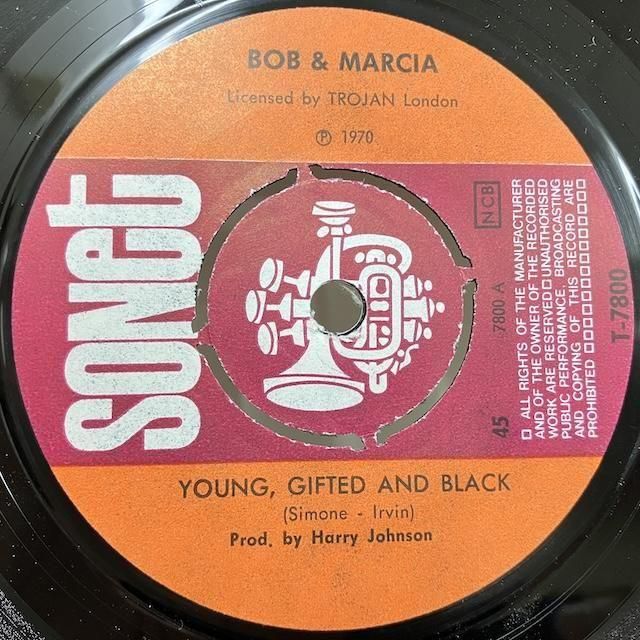 BOB & MARCIA
Licensed by TROJAN London
℗ 1970
SONET
NCB
7800 A
45
□ ALL RIGHTS OF THE MANUFACTURER
AND OF THE OWNER OF THE RECORDED
WORK ARE RESERVED □ UNAUTHORISED
PUBLIC PERFORMANCE, BROADCASTING
AND COPYING OF THIS RECORD ARE
PROHIBITED □□□□□□□□□□□□□
T-7800
YOUNG, GIFTED AND BLACK
(Simone - Irvin)
Prod. by Harry Johnson